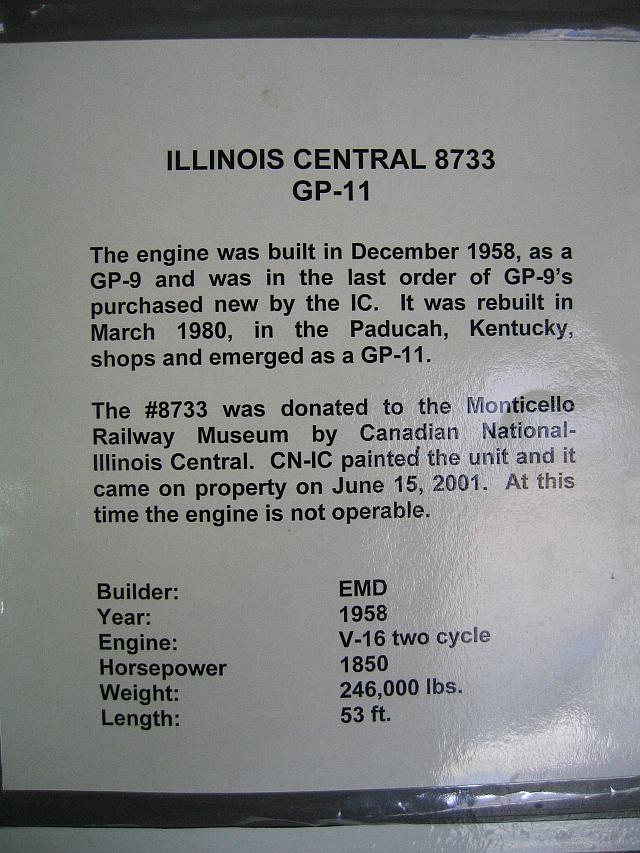 ILLINOIS CENTRAL 8733
GP-11
The engine was built in December 1958, as a
GP-9 and was in the last order of GP-9's
purchased new by the IC. It was rebuilt in
March 1980, in the Paducah, Kentucky,
shops and emerged as a GP-11.
The #8733 was donated to the Monticello
Railway Museum by Canadian National-
Illinois Central. CN-IC painted the unit and it
came on property on June 15, 2001. At this
time the engine is not operable.
Builder: EMD
Year: 1958
Engine: V-16 two cycle
Horsepower 1850
Weight: 246,000 lbs.
Length: 53 ft.